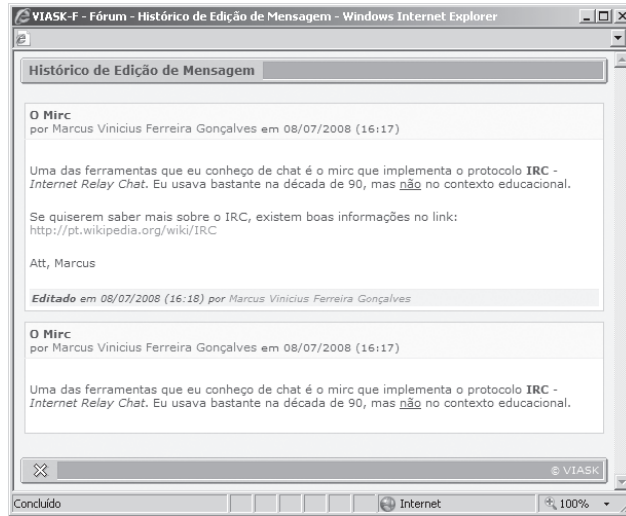 VIASK-F - Fórum - Histórico de Edição de Mensagem - Windows Internet Explorer
Histórico de Edição de Mensagem
O Mirc
por Marcus Vinicius Ferreira Gonçalves em 08/07/2008 (16:17)
Uma das ferramentas que eu conheço de chat é o mirc que implementa o protocolo IRC -
Internet Relay Chat. Eu usava bastante na década de 90, mas não no contexto educacional.
Se quiserem saber mais sobre o IRC, existem boas informações no link:
http://pt.wikipedia.org/wiki/IRC
Att, Marcus
Editado em 08/07/2008 (16:18) por Marcus Vinicius Ferreira Gonçalves
O Mirc
por Marcus Vinicius Ferreira Gonçalves em 08/07/2008 (16:17)
Uma das ferramentas que eu conheço de chat é o mirc que implementa o protocolo IRC -
Internet Relay Chat. Eu usava bastante na década de 90, mas não no contexto educacional.
© VIASK
Concluído Internet 100%